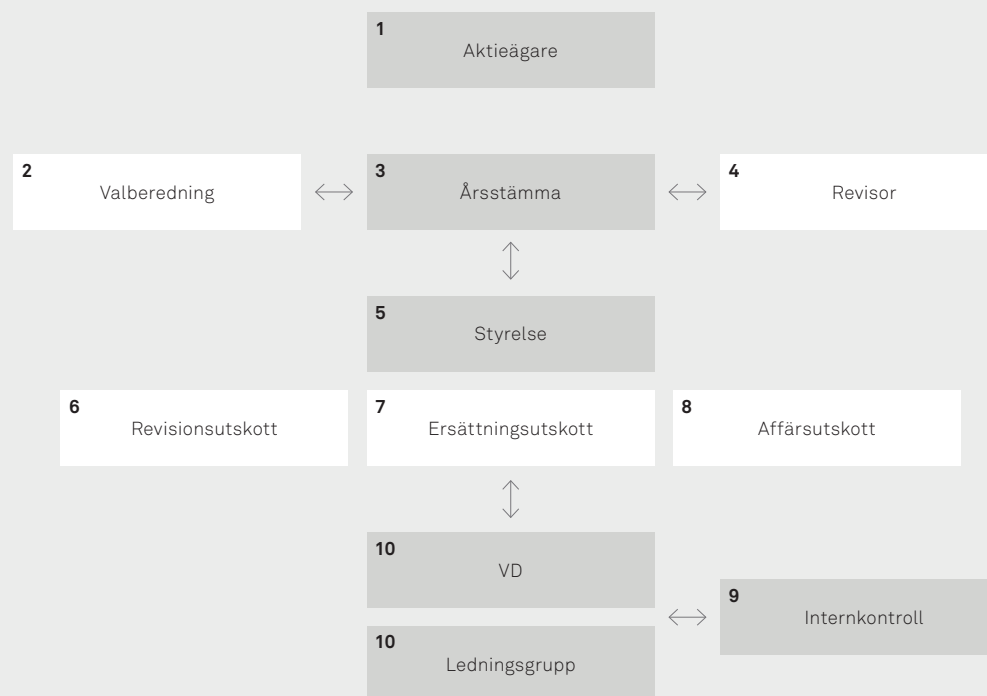 1
Aktieägare
2
Valberedning
3
Årsstämma
4
Revisor
5
Styrelse
6
Revisionsutskott
7
Ersättningsutskott
8
Affärsutskott
10
VD
9
Internkontroll
10
Ledningsgrupp